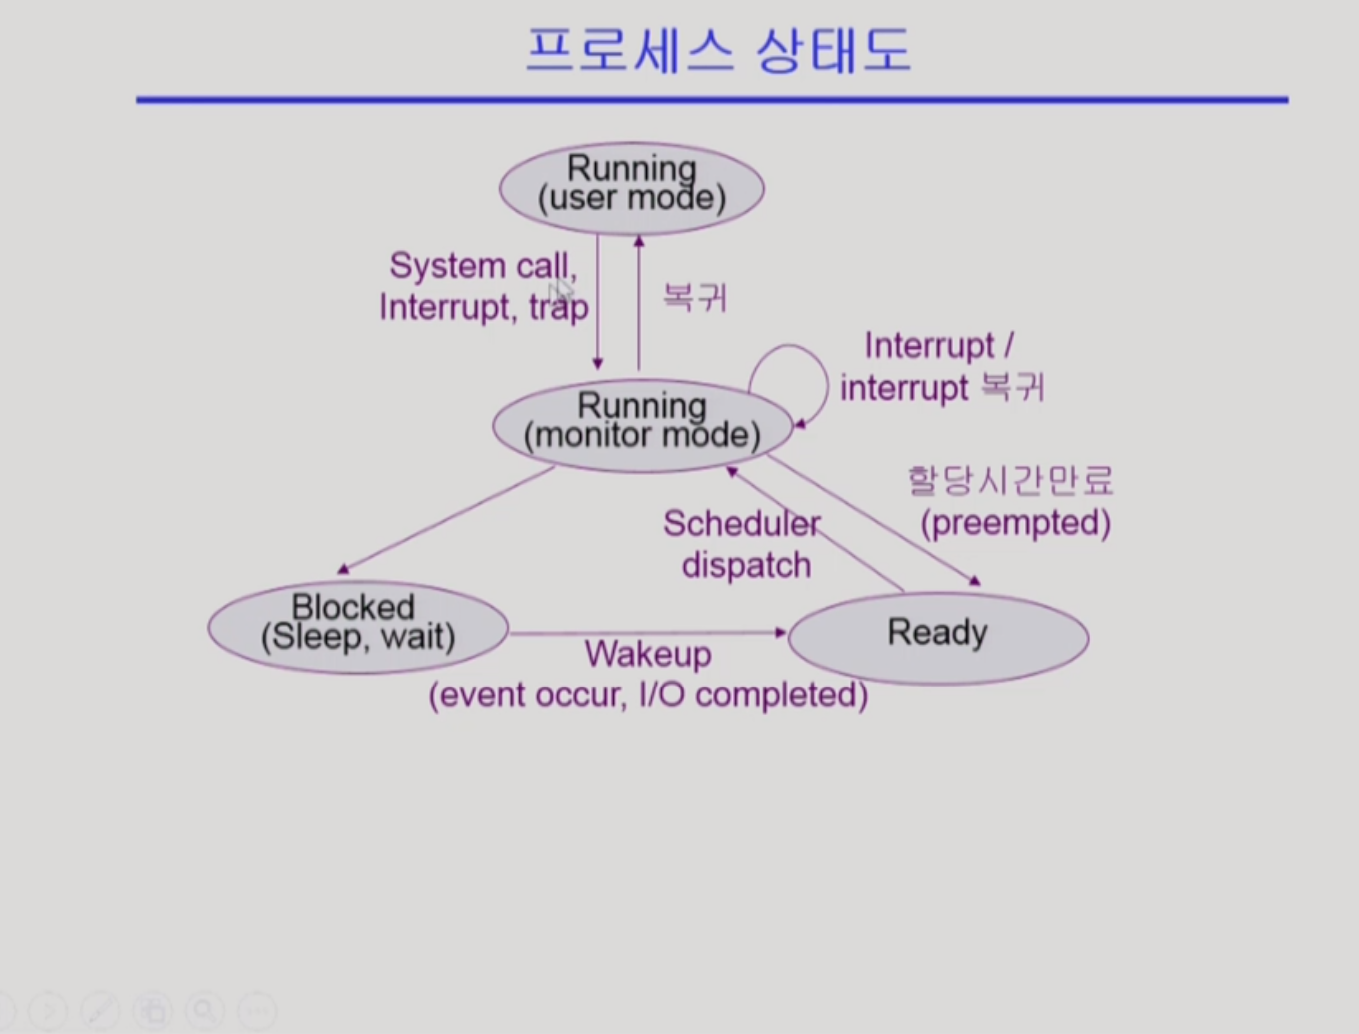 프로세스 상태도
Running
(user mode)
System call,
Interrupt, trap
복귀
Interrupt /
interrupt 복귀
Running
(monitor mode)
할당시간만료
(preempted)
Scheduler
dispatch
Blocked
(Sleep, wait)
Ready
Wakeup
(event occur, I/O completed)